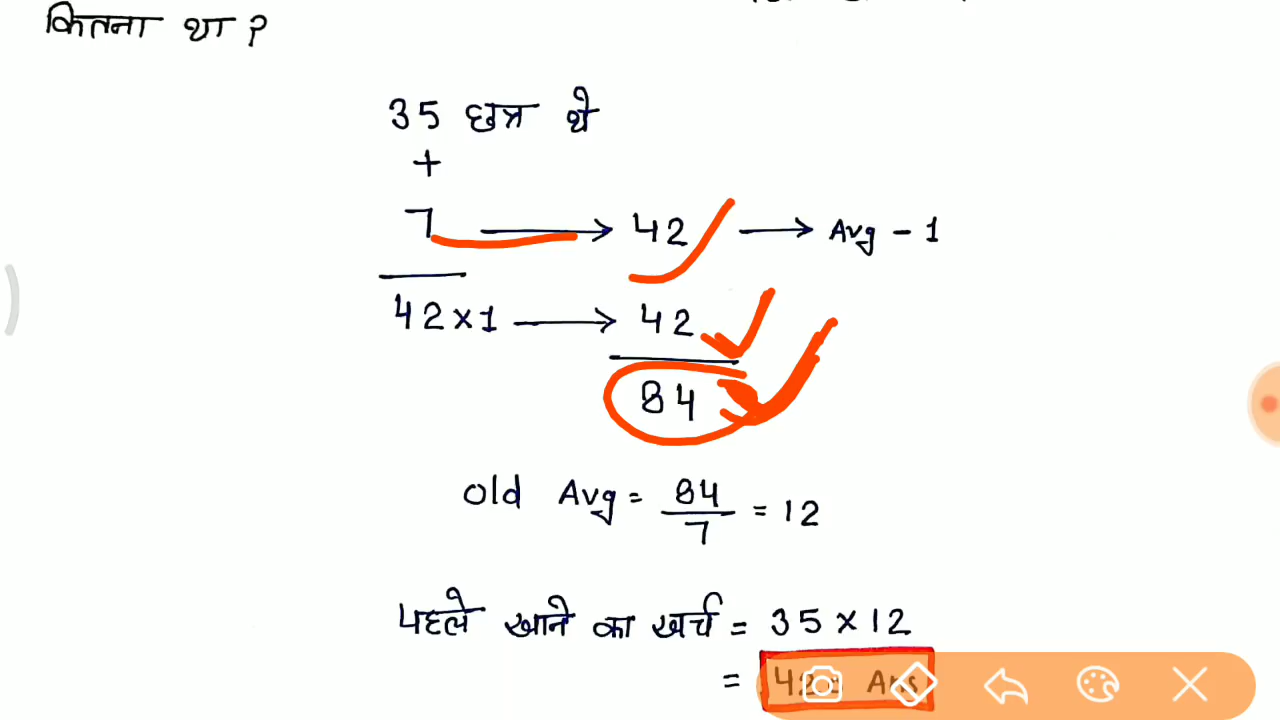 कितना था ?
35 छात्र थे
+
7 → 42 → Avg - 1
42 x 1 → 42
84
old Avg = 84/7 = 12
पहले खाने का खर्च = 35 x 12
= Ans